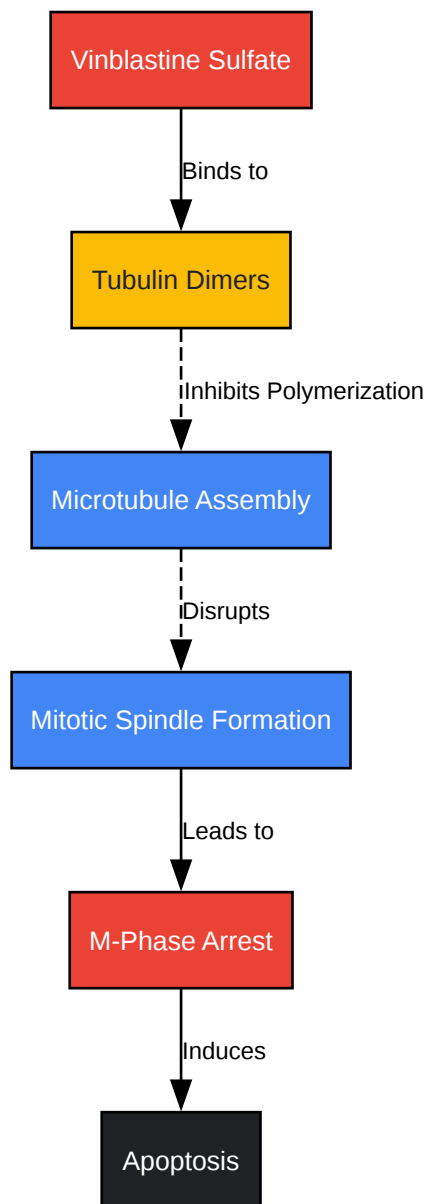 Vinblastine Sulfate
Binds to
Tubulin Dimers
Inhibits Polymerization
Microtubule Assembly
Disrupts
Mitotic Spindle Formation
Leads to
M-Phase Arrest
Induces
Apoptosis